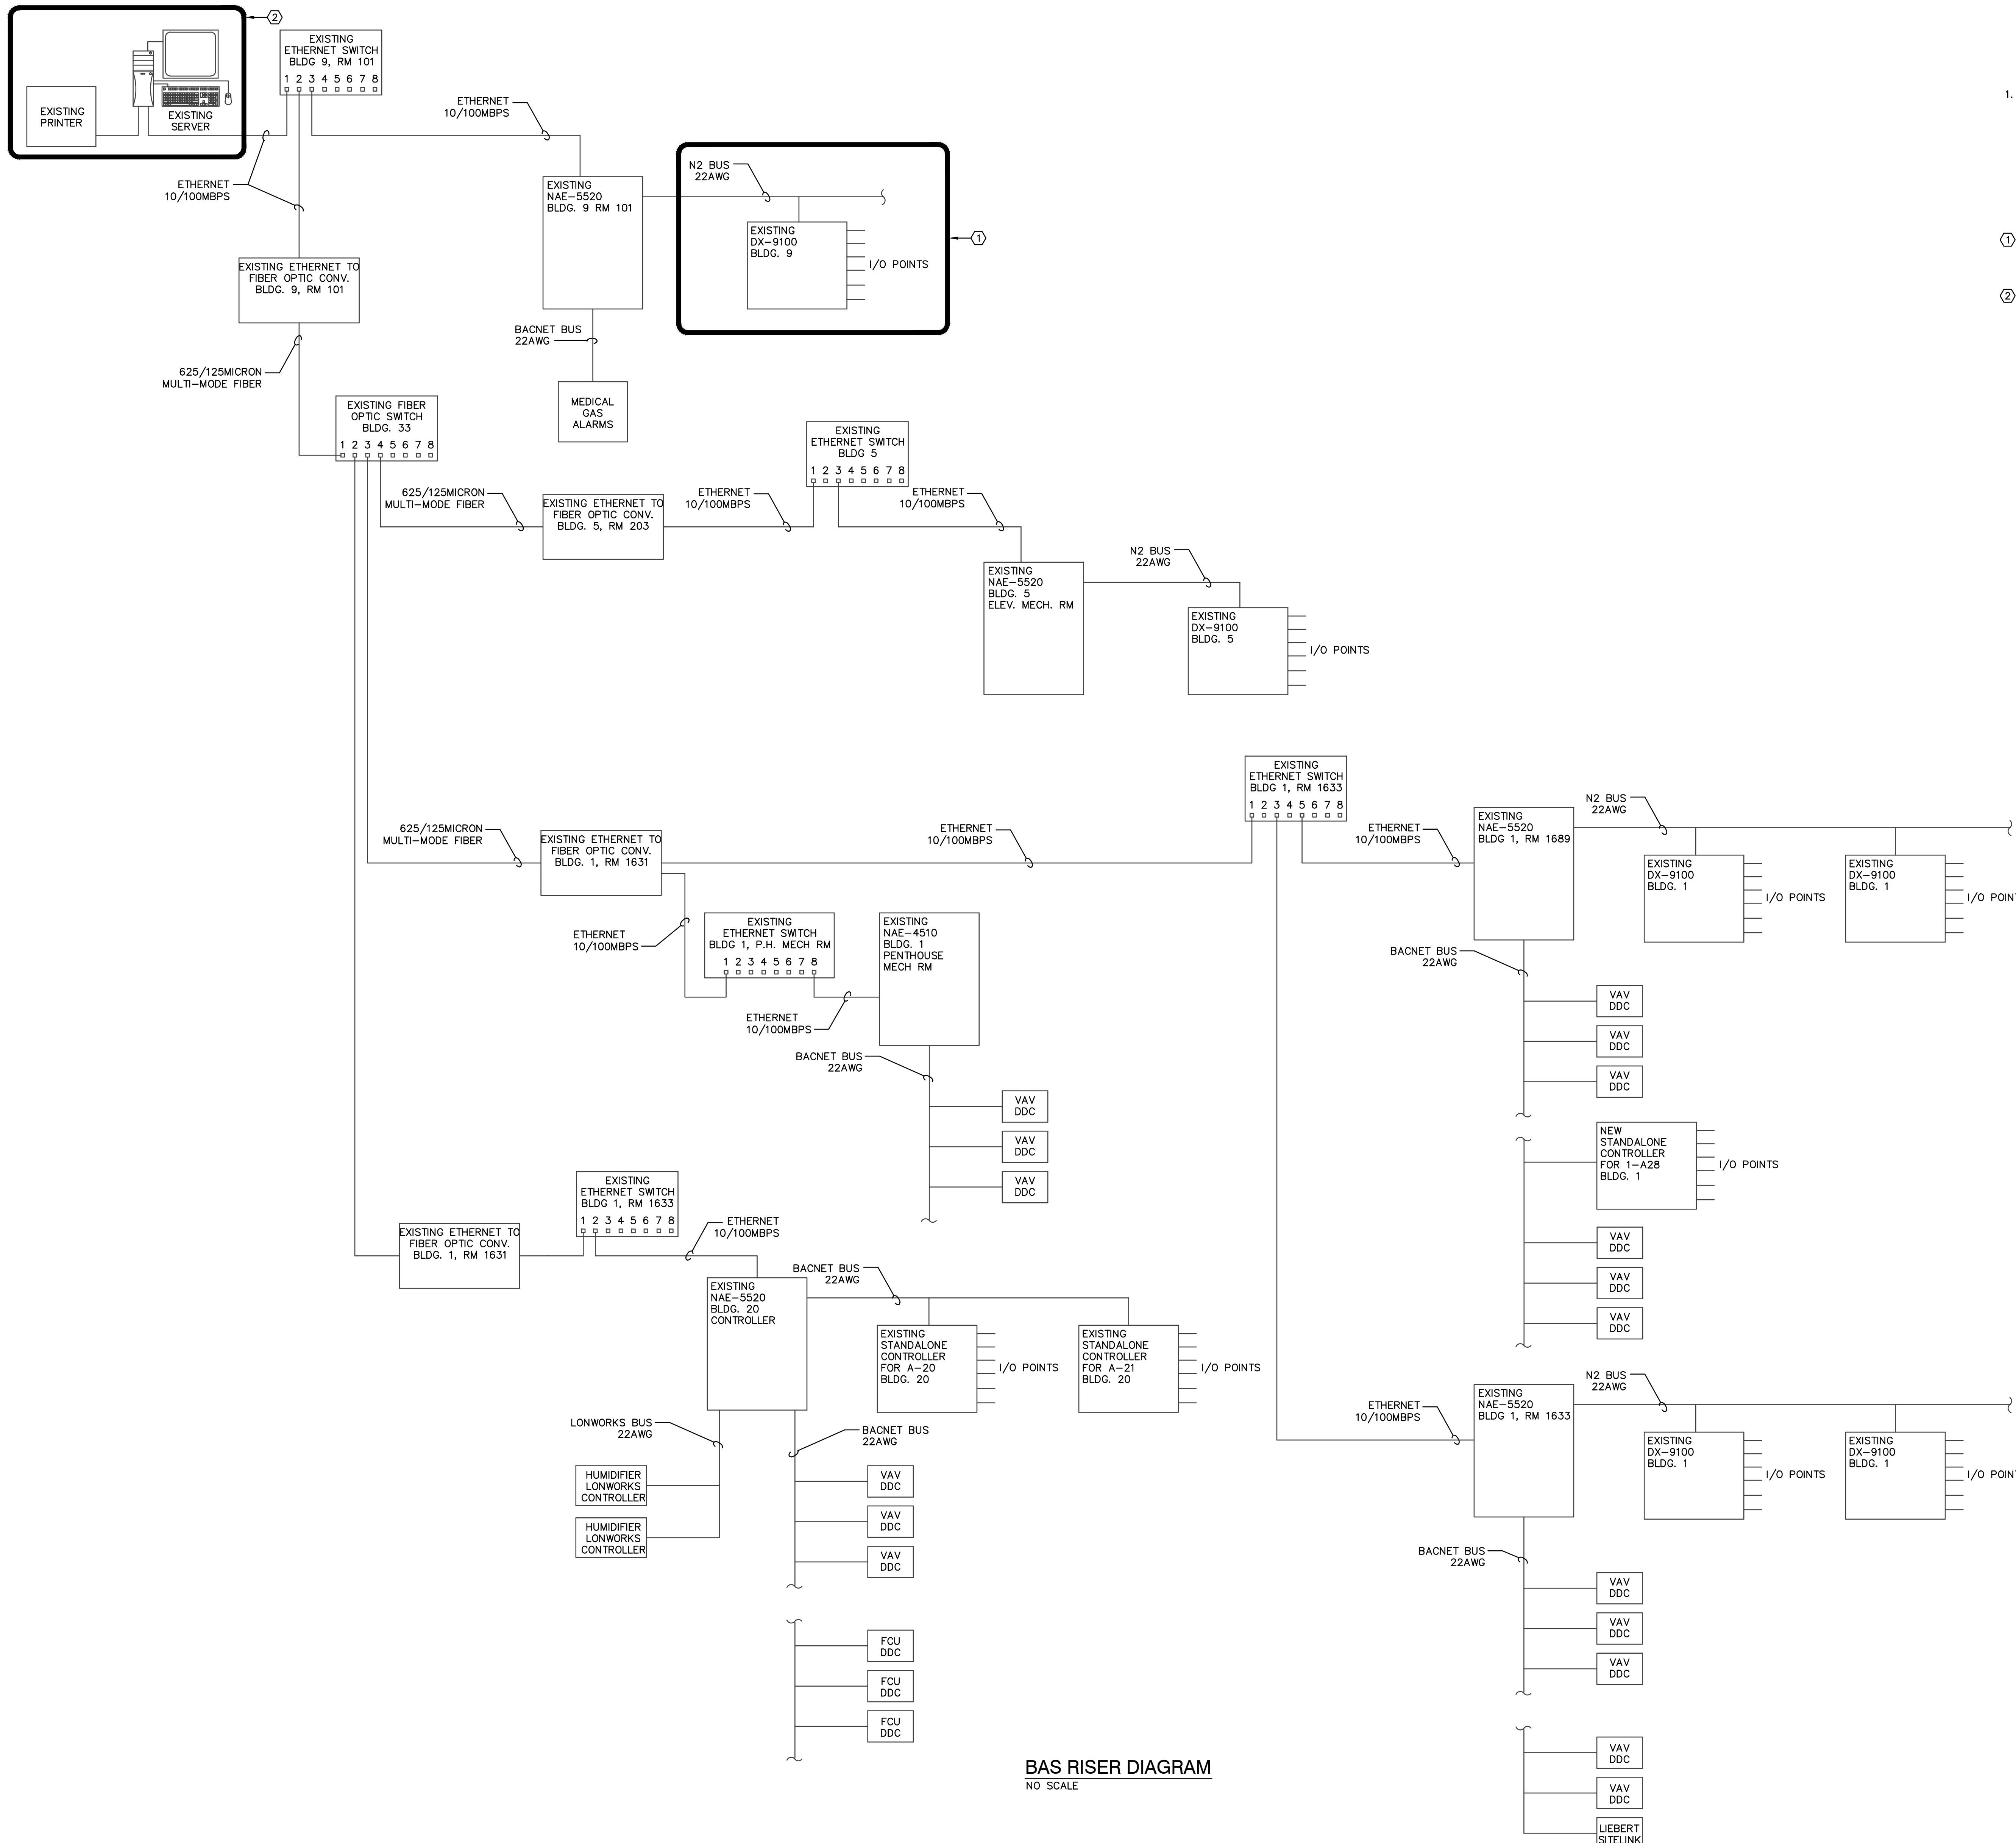 2
EXISTING
ETHERNET SWITCH
BLDG 9, RM 101
1 2 3 4 5 6 7 8
EXISTING
PRINTER
EXISTING
SERVER
ETHERNET
10/100MBPS
ETHERNET
10/100MBPS
1.
N2 BUS
22AWG
EXISTING
NAE-5520
BLDG. 9 RM 101
EXISTING
DX-9100
BLDG. 9
I/O POINTS
1
1
2
EXISTING ETHERNET TO
FIBER OPTIC CONV.
BLDG. 9, RM 101
BACNET BUS
22AWG
625/125MICRON
MULTI-MODE FIBER
MEDICAL
GAS
ALARMS
EXISTING FIBER
OPTIC SWITCH
BLDG. 33
1 2 3 4 5 6 7 8
EXISTING
ETHERNET SWITCH
BLDG 5
1 2 3 4 5 6 7 8
625/125MICRON
MULTI-MODE FIBER
EXISTING ETHERNET TO
FIBER OPTIC CONV.
BLDG. 5, RM 203
ETHERNET
10/100MBPS
ETHERNET
10/100MBPS
N2 BUS
22AWG
EXISTING
NAE-5520
BLDG. 5
ELEV. MECH. RM
EXISTING
DX-9100
BLDG. 5
I/O POINTS
EXISTING
ETHERNET SWITCH
BLDG 1, RM 1633
1 2 3 4 5 6 7 8
625/125MICRON
MULTI-MODE FIBER
EXISTING ETHERNET TO
FIBER OPTIC CONV.
BLDG. 1, RM 1631
ETHERNET
10/100MBPS
ETHERNET
10/100MBPS
EXISTING
NAE-5520
BLDG 1, RM 1689
N2 BUS
22AWG
EXISTING
DX-9100
BLDG. 1
I/O POINTS
EXISTING
DX-9100
BLDG. 1
I/O POIN
ETHERNET
10/100MBPS
EXISTING
ETHERNET SWITCH
BLDG 1, P.H. MECH RM
1 2 3 4 5 6 7 8
EXISTING
NAE-4510
BLDG. 1
PENTHOUSE
MECH RM
ETHERNET
10/100MBPS
BACNET BUS
22AWG
VAV
DDC
VAV
DDC
VAV
DDC
BACNET BUS
22AWG
VAV
DDC
VAV
DDC
VAV
DDC
NEW
STANDALONE
CONTROLLER
FOR 1-A28
BLDG. 1
I/O POINTS
VAV
DDC
VAV
DDC
VAV
DDC
EXISTING
ETHERNET SWITCH
BLDG 1, RM 1633
1 2 3 4 5 6 7 8
EXISTING ETHERNET TO
FIBER OPTIC CONV.
BLDG. 1, RM 1631
ETHERNET
10/100MBPS
EXISTING
NAE-5520
BLDG. 20
CONTROLLER
BACNET BUS
22AWG
EXISTING
STANDALONE
CONTROLLER
FOR A-20
BLDG. 20
I/O POINTS
EXISTING
STANDALONE
CONTROLLER
FOR A-21
BLDG. 20
I/O POINTS
LONWORKS BUS
22AWG
BACNET BUS
22AWG
HUMIDIFIER
LONWORKS
CONTROLLER
HUMIDIFIER
LONWORKS
CONTROLLER
VAV
DDC
VAV
DDC
VAV
DDC
FCU
DDC
FCU
DDC
FCU
DDC
ETHERNET
10/100MBPS
EXISTING
NAE-5520
BLDG 1, RM 1633
N2 BUS
22AWG
EXISTING
DX-9100
BLDG. 1
I/O POINTS
EXISTING
DX-9100
BLDG. 1
I/O POIN
BACNET BUS
22AWG
VAV
DDC
VAV
DDC
VAV
DDC
VAV
DDC
VAV
DDC
LIEBERT
SITELINK
BAS RISER DIAGRAM
NO SCALE